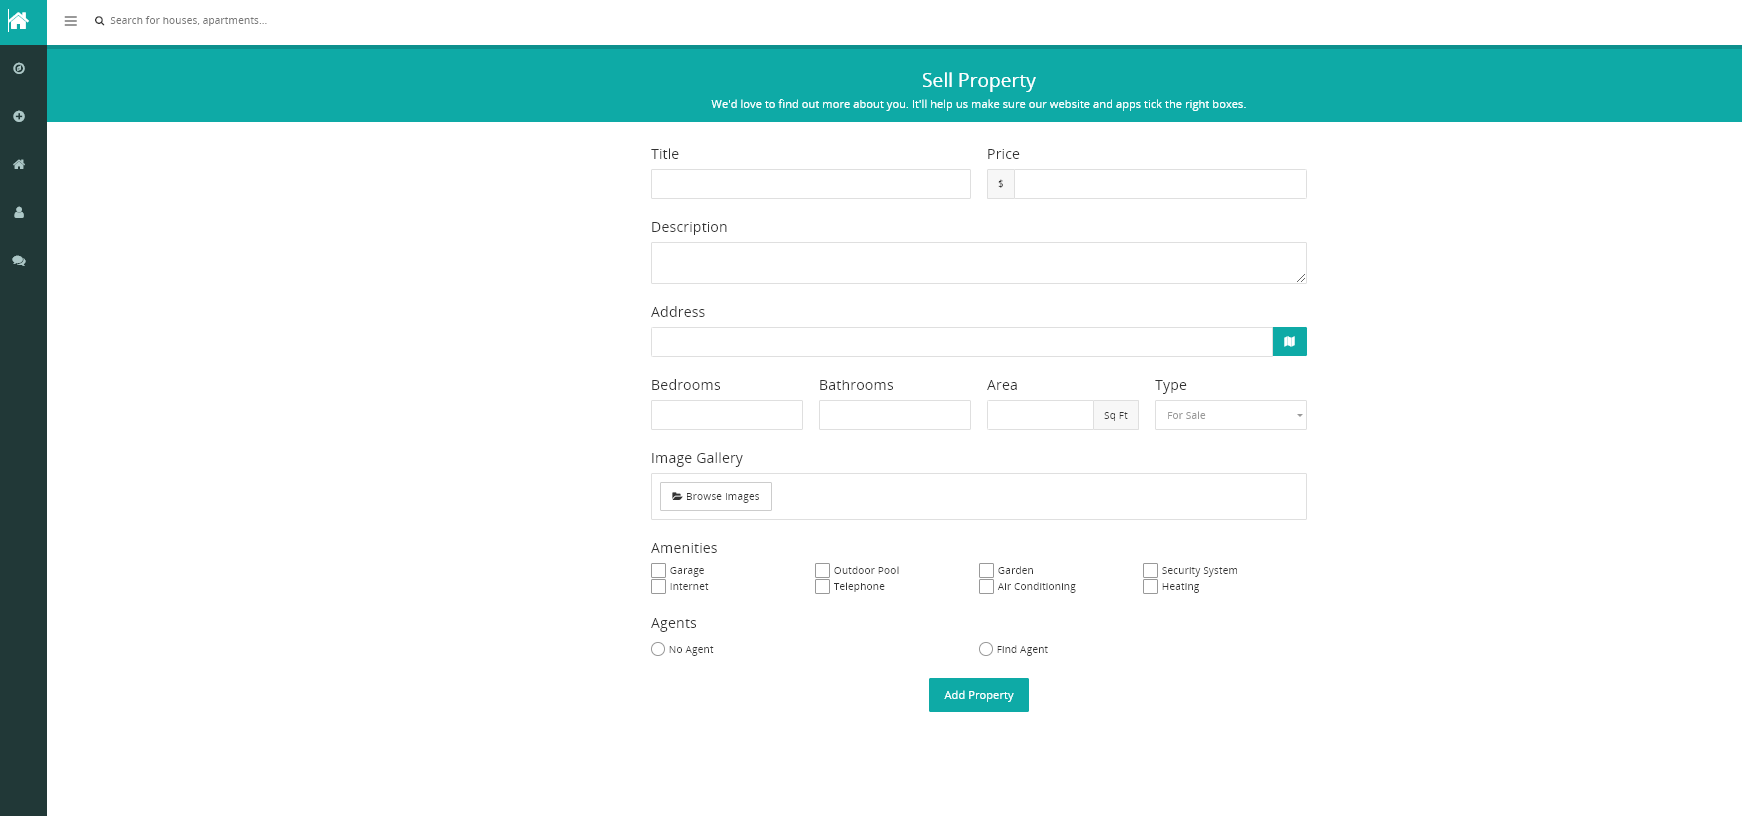 Search for houses, apartments...
Sell Property
We'd love to find out more about you. It'll help us make sure our website and apps tick the right boxes.
Title
Price
$
Description
Address
Bedrooms
Bathrooms
Area
Type
Sq Ft
For Sale
Image Gallery
Browse Images
Amenities
Garage
Outdoor Pool
Garden
Security System
Internet
Telephone
Air Conditioning
Heating
Agents
No Agent
Find Agent
Add Property